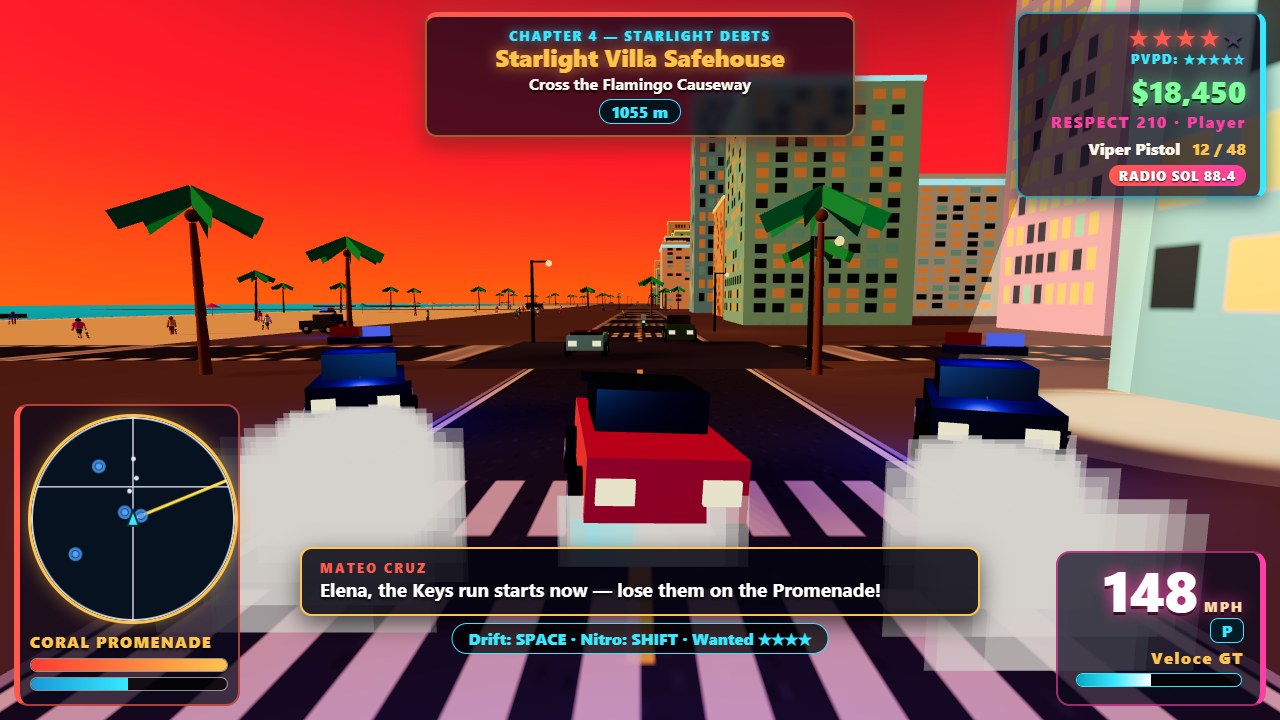 CHAPTER 4 — STARLIGHT DEBTS
Starlight Villa Safehouse
Cross the Flamingo Causeway
1055 m
★★★★★
PVPD: ★★★★☆
$18,450
RESPECT 210 · Player
Viper Pistol 12 / 48
RADIO SOL 88.4
MATEO CRUZ
Elena, the Keys run starts now — lose them on the Promenade!
Drift: SPACE · Nitro: SHIFT · Wanted ★★★★
CORAL PROMENADE
148 MPH
P
Veloce GT